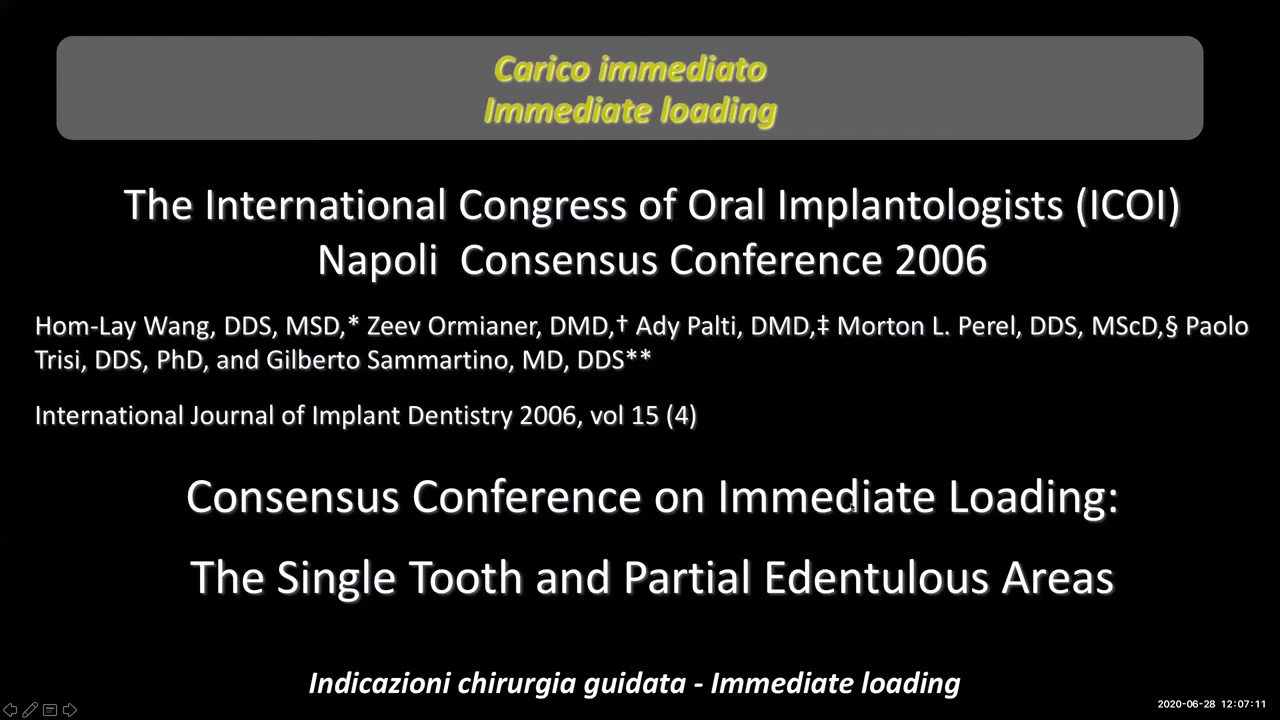 Carico immediato
Immediate loading
The International Congress of Oral Implantologists (ICOI)
Napoli  Consensus Conference 2006
Hom-Lay Wang, DDS, MSD,* Zeev Ormianer, DMD,† Ady Palti, DMD,‡ Morton L. Perel, DDS, MScD,§ Paolo
Trisi, DDS, PhD, and Gilberto Sammartino, MD, DDS**
International Journal of Implant Dentistry 2006, vol 15 (4)
Consensus Conference on Immediate Loading:
The Single Tooth and Partial Edentulous Areas
Indicazioni chirurgia guidata - Immediate loading
2020-06-28 12:07:11